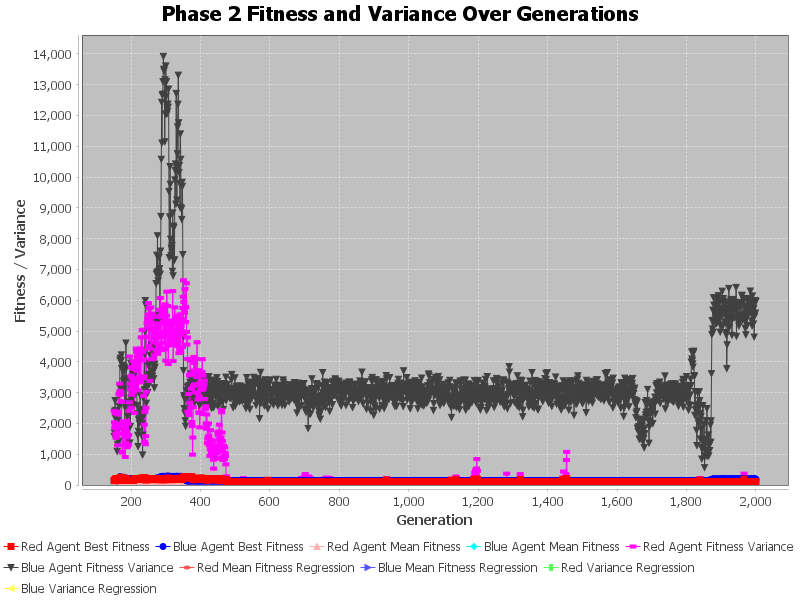 Phase 2 Fitness and Variance Over Generations
14,000
13,000
12,000
11,000
10,000
9,000
8,000
7,000
6,000
5,000
4,000
3,000
2,000
1,000
0
Fitness / Variance
200 400 600 800 1,000 1,200 1,400 1,600 1,800 2,000
Generation
Red Agent Best Fitness Blue Agent Best Fitness Red Agent Mean Fitness Blue Agent Mean Fitness Red Agent Fitness Variance
Blue Agent Fitness Variance Red Mean Fitness Regression Blue Mean Fitness Regression Red Variance Regression
Blue Variance Regression